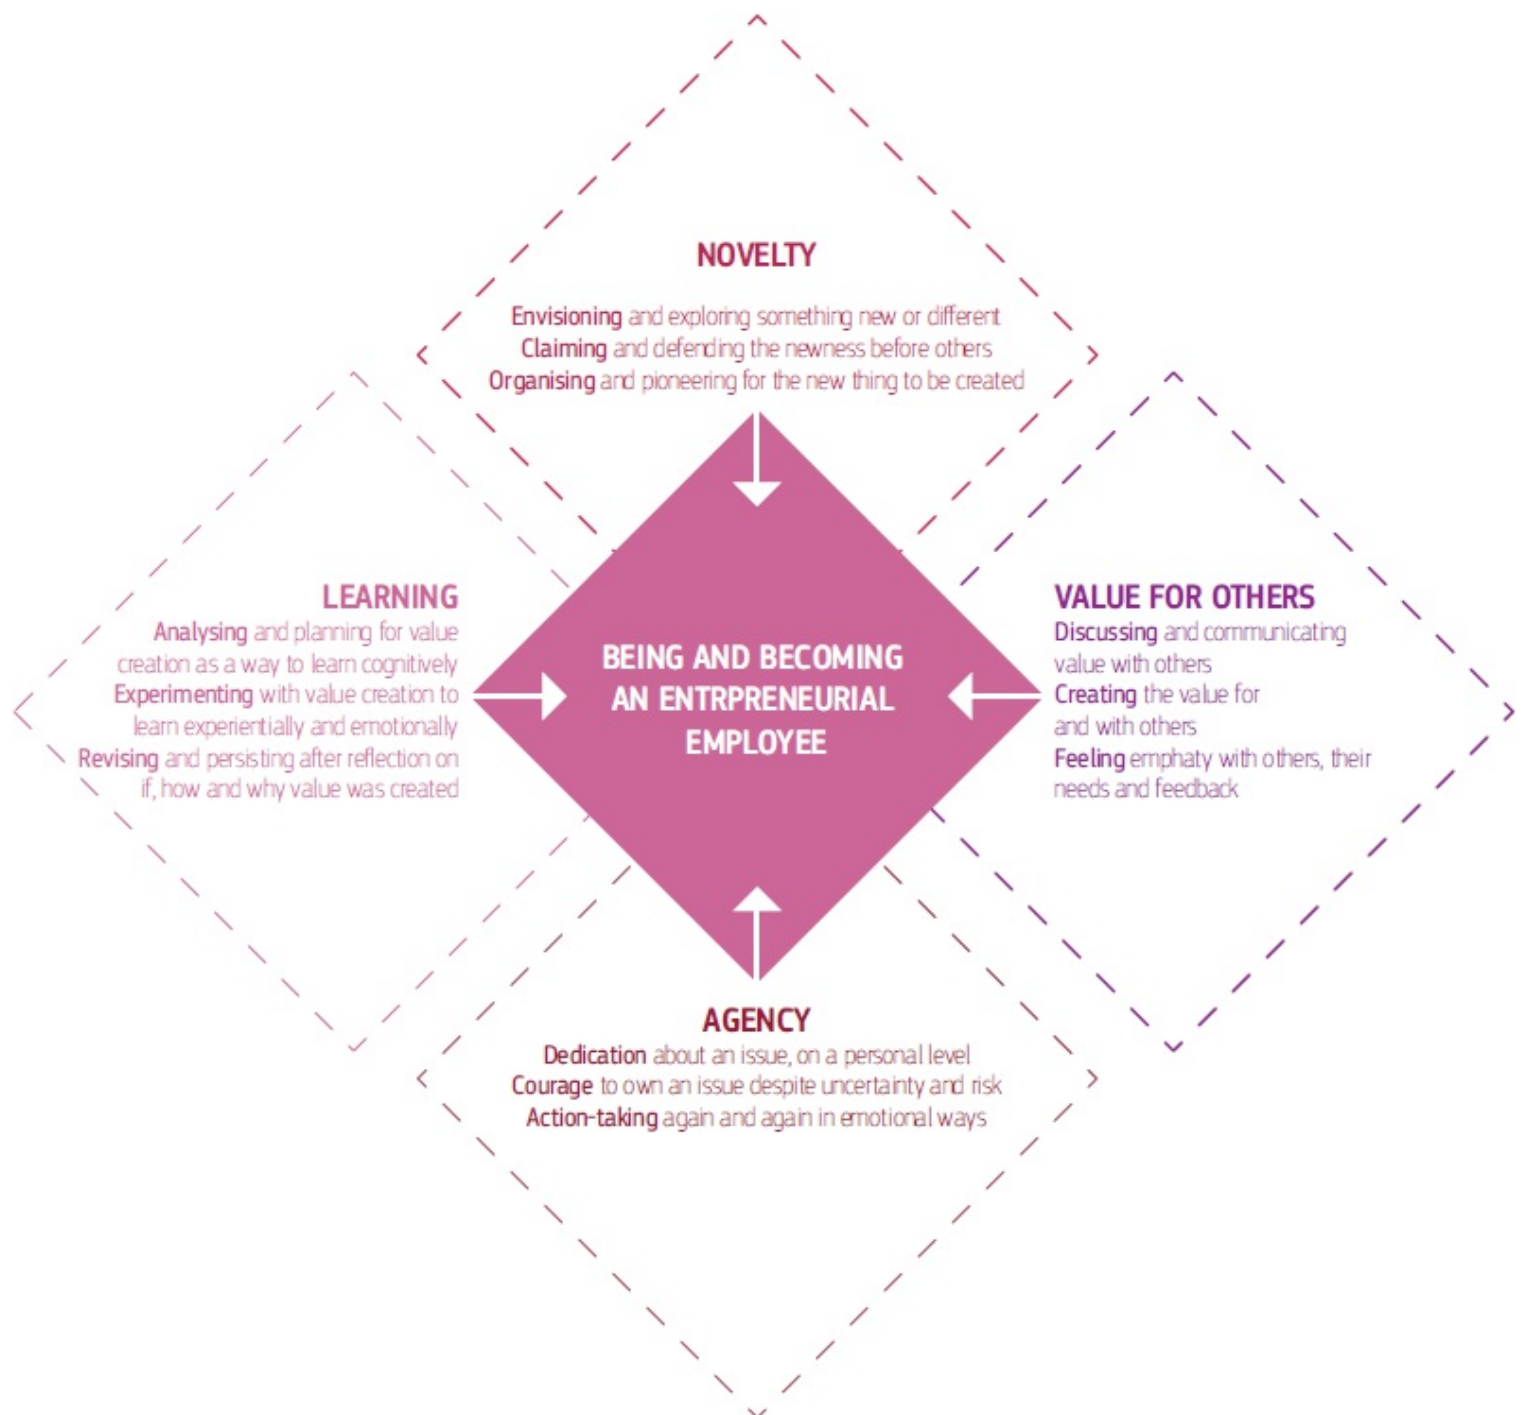 NOVELTY
Envisioning and exploring something new or different
Claiming and defending the newness before others
Organising and pioneering for the new thing to be created
LEARNING
Analysing and planning for value
creation as a way to learn cognitively
Experimenting with value creation to
learn experientially and emotionally
Revising and persisting after reflection on
if, how and why value was created
BEING AND BECOMING
AN ENTRPRENEURIAL
EMPLOYEE
VALUE FOR OTHERS
Discussing and communicating
value with others
Creating the value for
and with others
Feeling emphaty with others, their
needs and feedback
AGENCY
Dedication about an issue, on a personal level
Courage to own an issue despite uncertainty and risk
Action-taking again and again in emotional ways